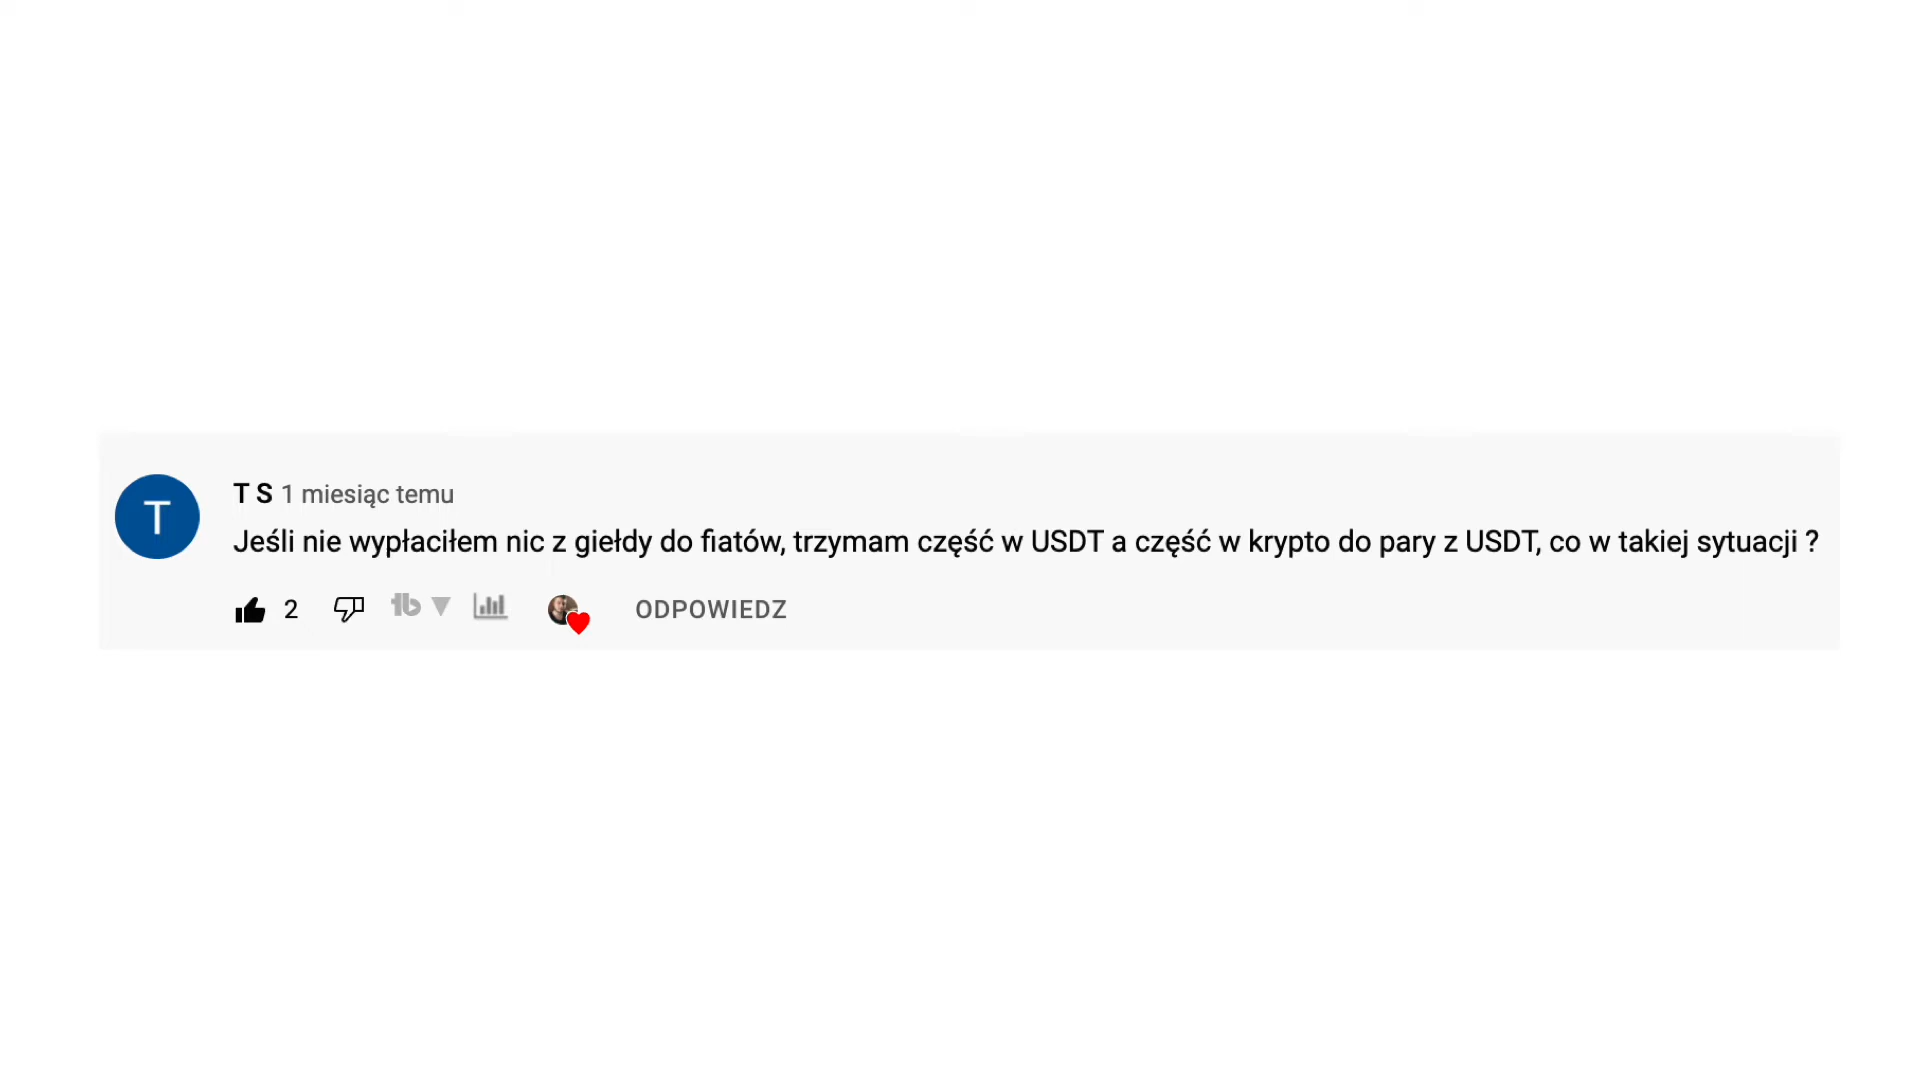 T
T S 1 miesiąc temu
Jeśli nie wypłaciłem nic z giełdy do fiatów, trzymam część w USDT a część w krypto do pary z USDT, co w takiej sytuacji ?
2 tb ODPOWIEDZ